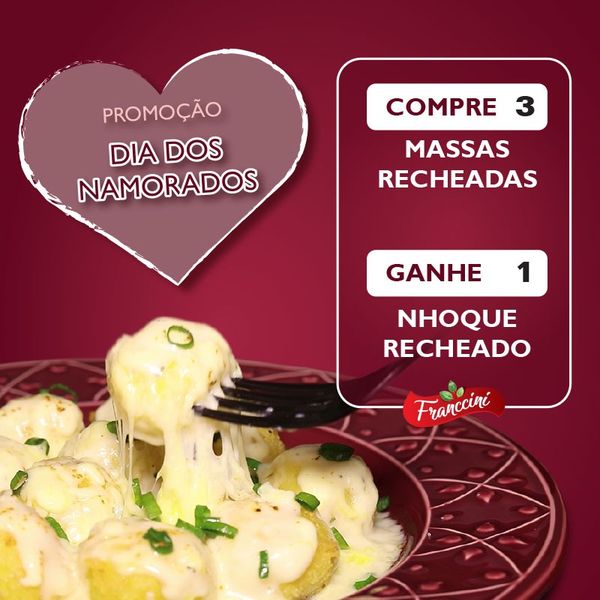 PROMOÇÃO
DIA DOS
NAMORADOS
COMPRE 3
MASSAS
RECHEADAS
GANHE 1
NHOQUE
RECHEADO
Franccini